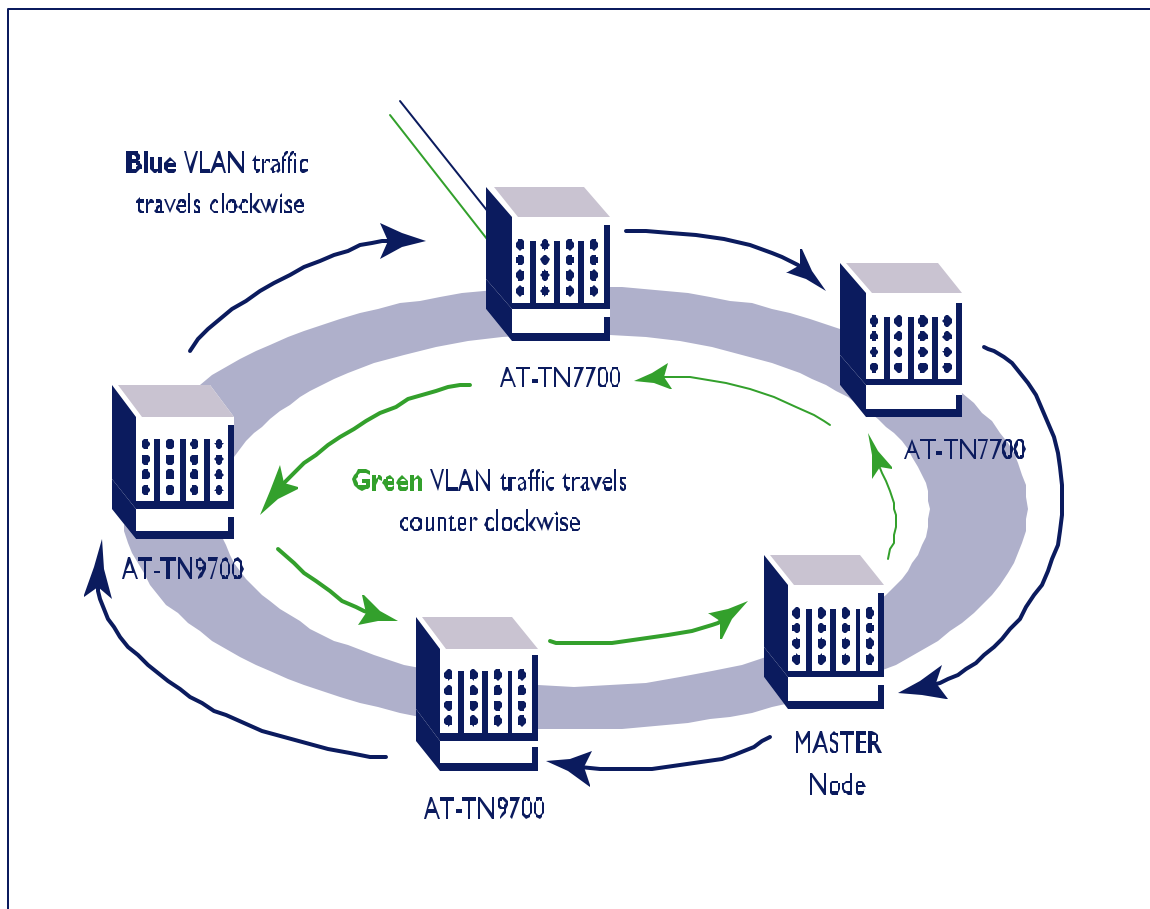 Blue VLAN traffic
travels clockwise
AT-TN7700
AT-TN7700
Green VLAN traffic travels
counter clockwise
AT-TN9700
MASTER
Node
AT-TN9700